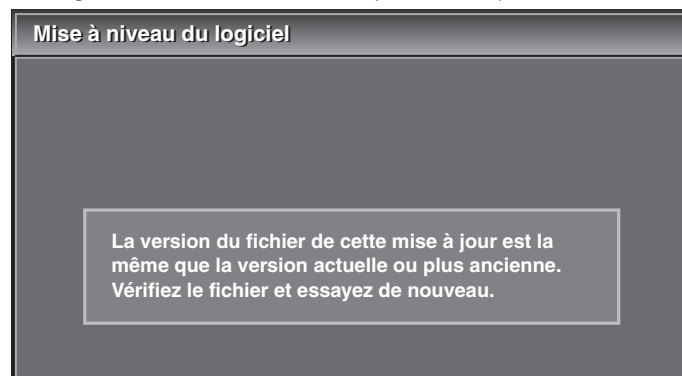 Mise à niveau du logiciel
La version du fichier de cette mise à jour est la
même que la version actuelle ou plus ancienne.
Vérifiez le fichier et essayez de nouveau.